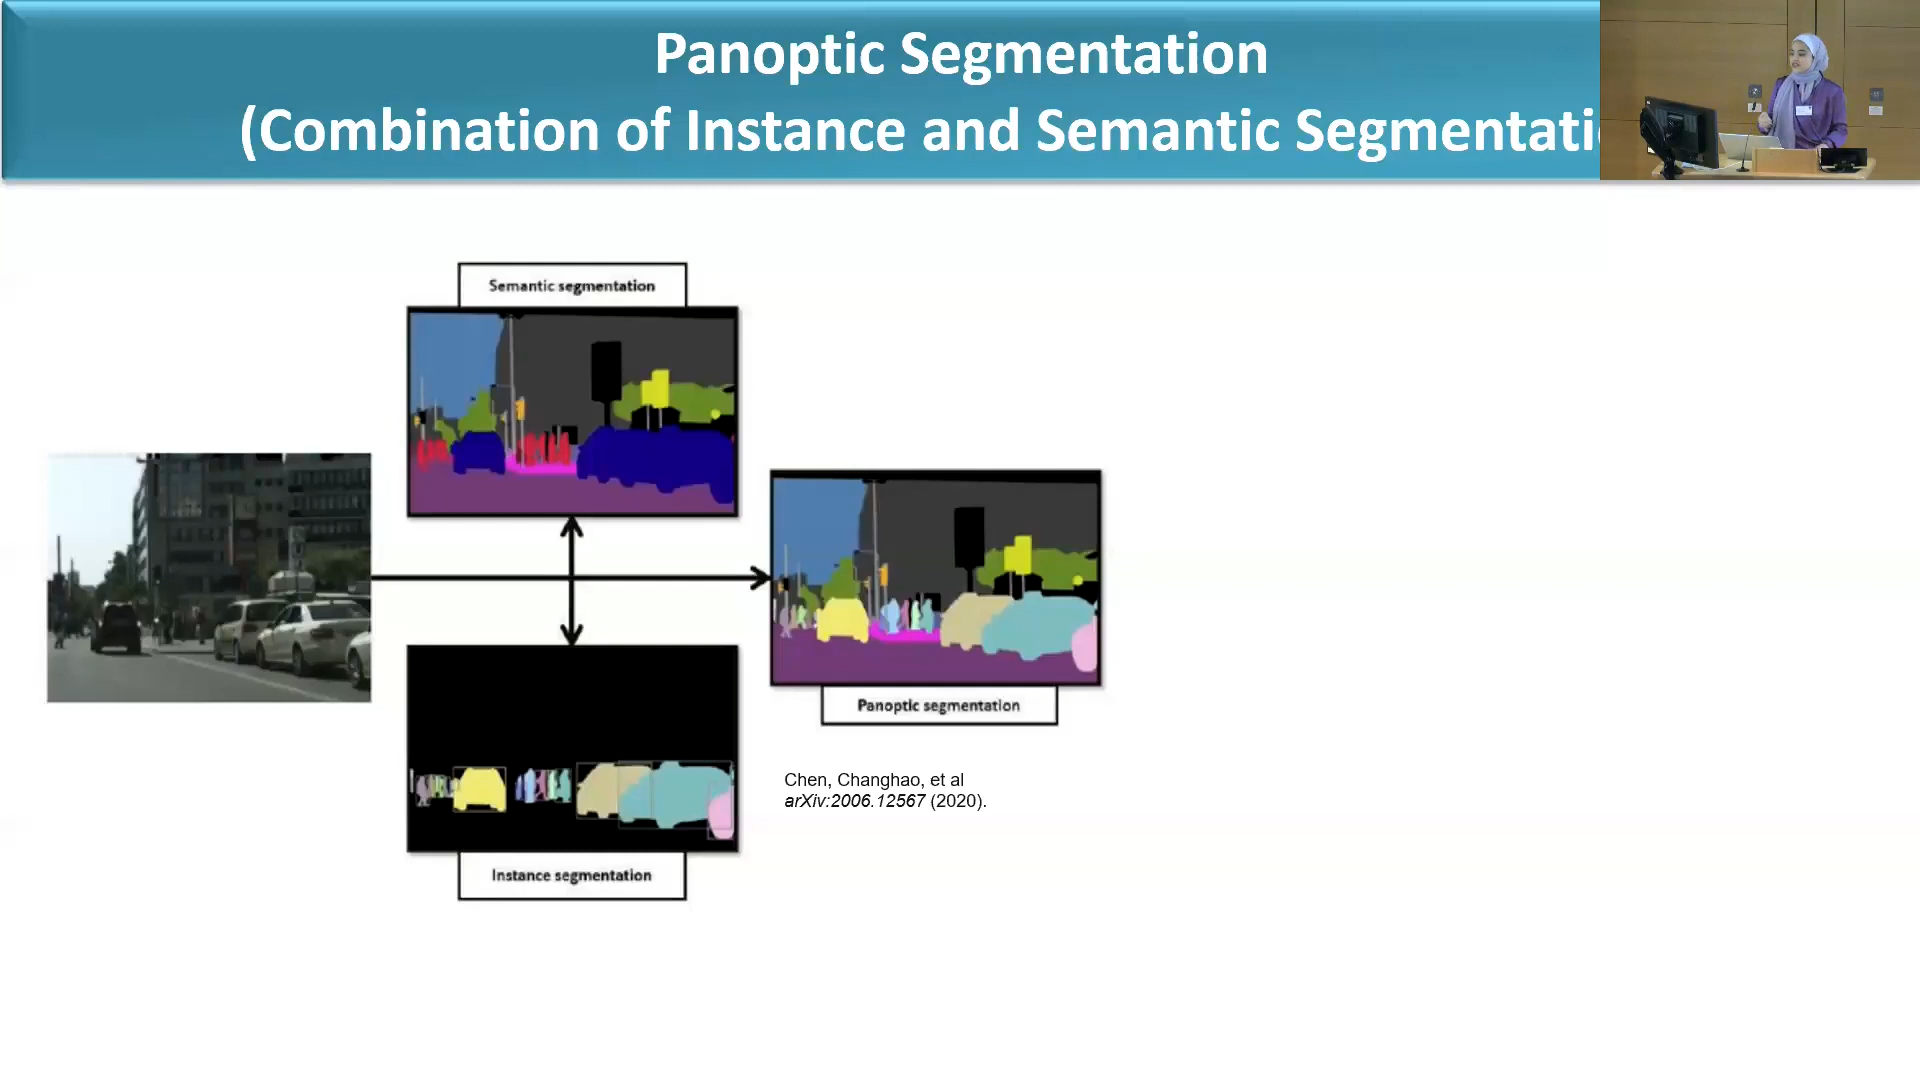 Panoptic Segmentation
(Combination of Instance and Semantic Segmentati
Semantic segmentation
Panoptic segmentation
Chen, Changhao, et al
arXiv:2006.12567 (2020).
Instance segmentation